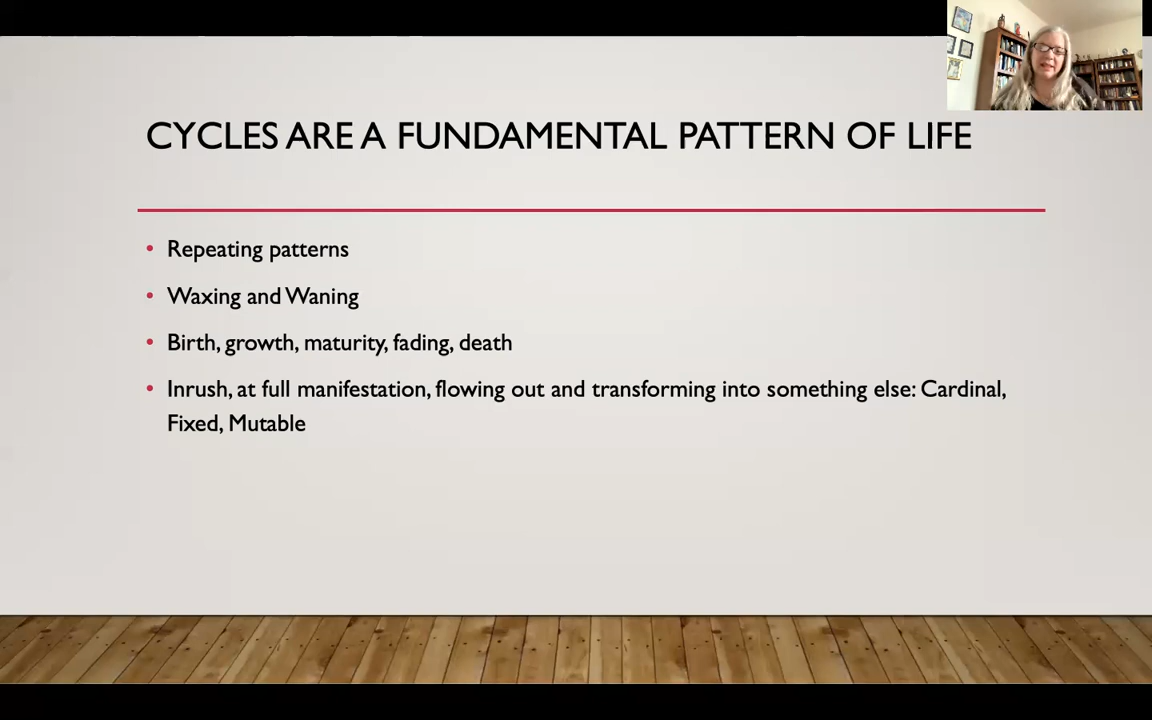 CYCLES ARE A FUNDAMENTAL PATTERN OF LIFE
• Repeating patterns
• Waxing and Waning
• Birth, growth, maturity, fading, death
• Inrush, at full manifestation, flowing out and transforming into something else: Cardinal,
Fixed, Mutable